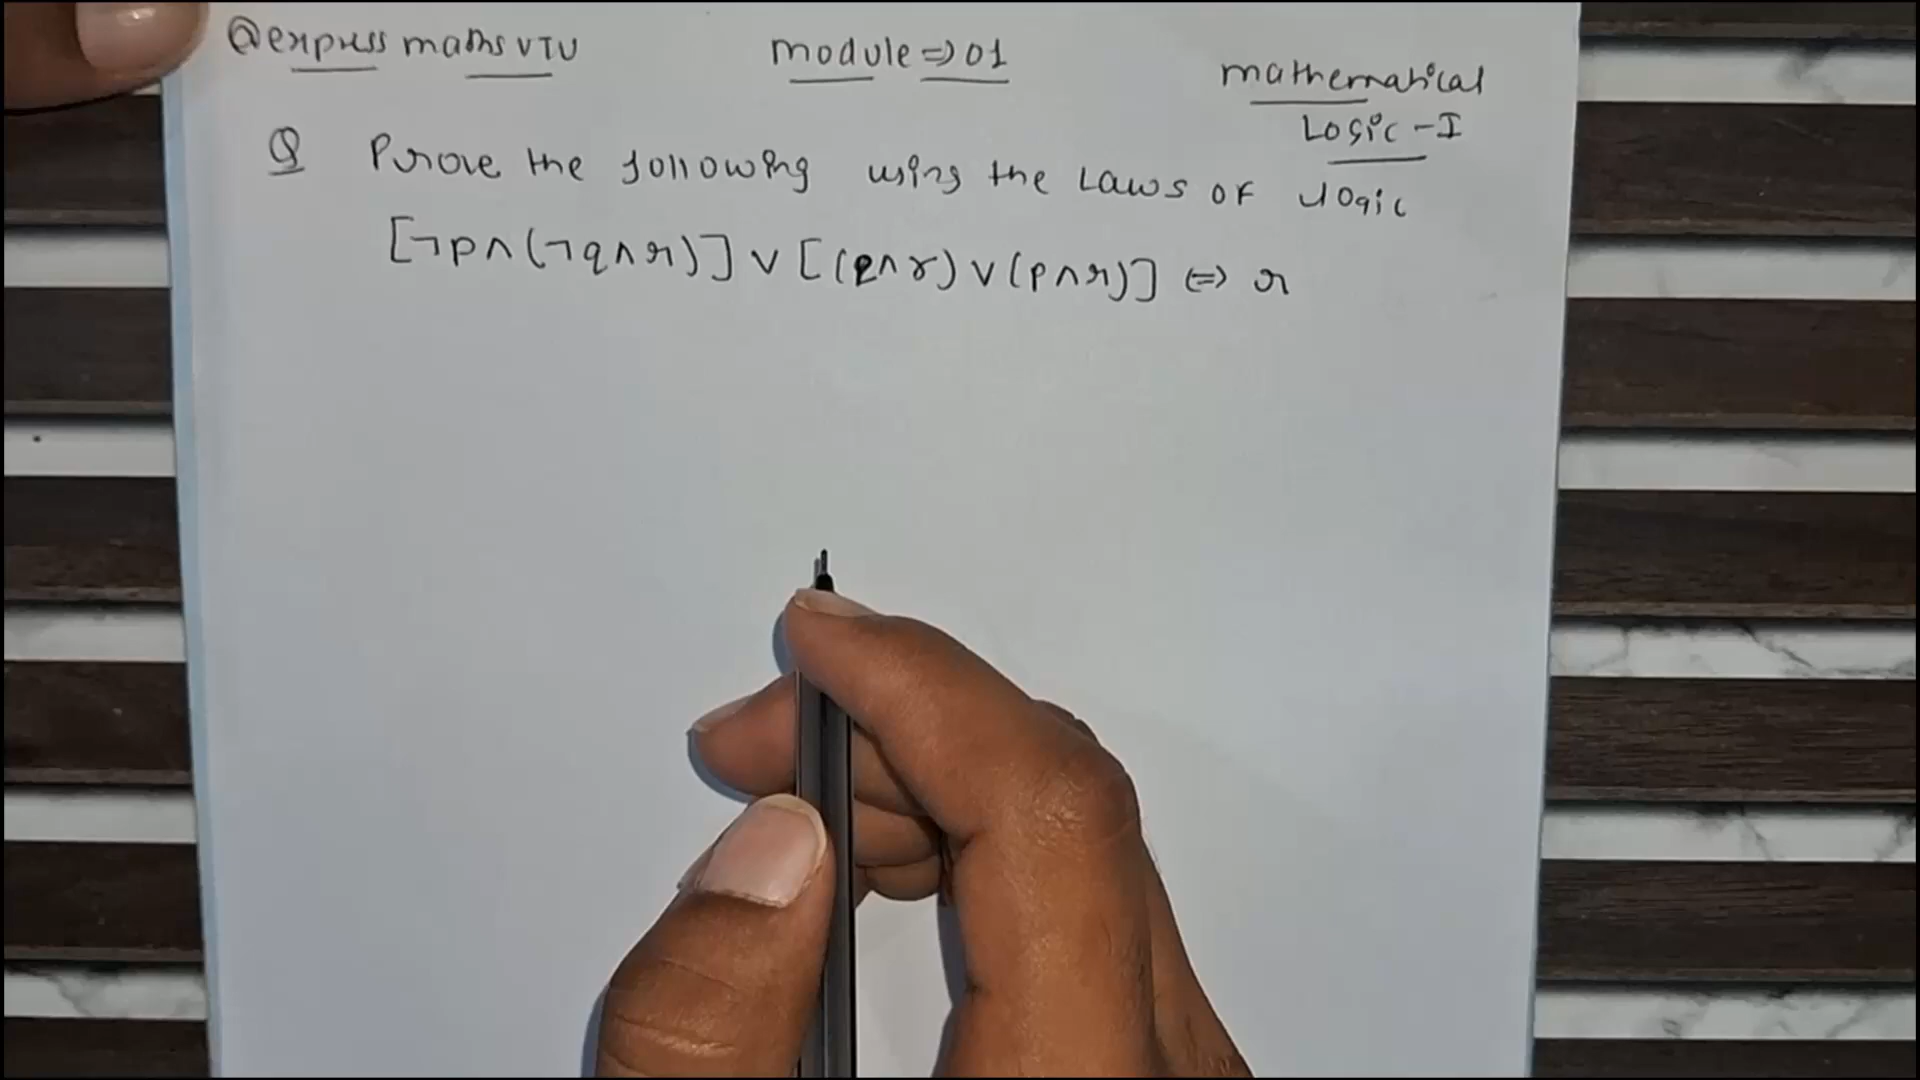 @express maths VTU
module ⇒ 01
mathematical
Logic - I
Q Prove the following using the Laws OF logic
[¬p∧(¬q∧r)] ∨ [(q∧r) ∨ (p∧r)] ⇔ r